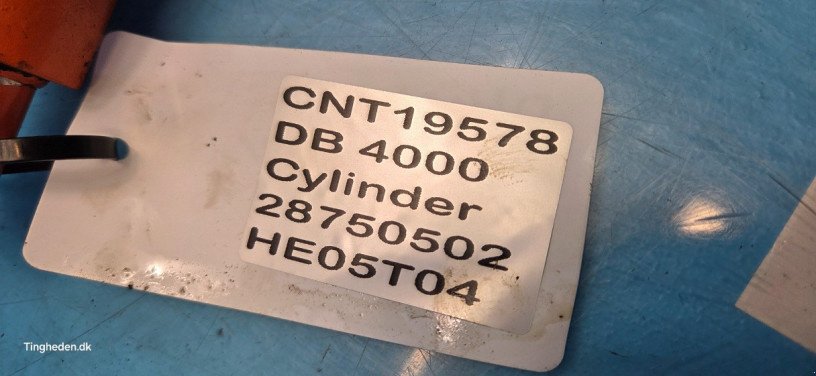 CNT19578
DB 4000
Cylinder
28750502
HE05T04
Tingheden.dk